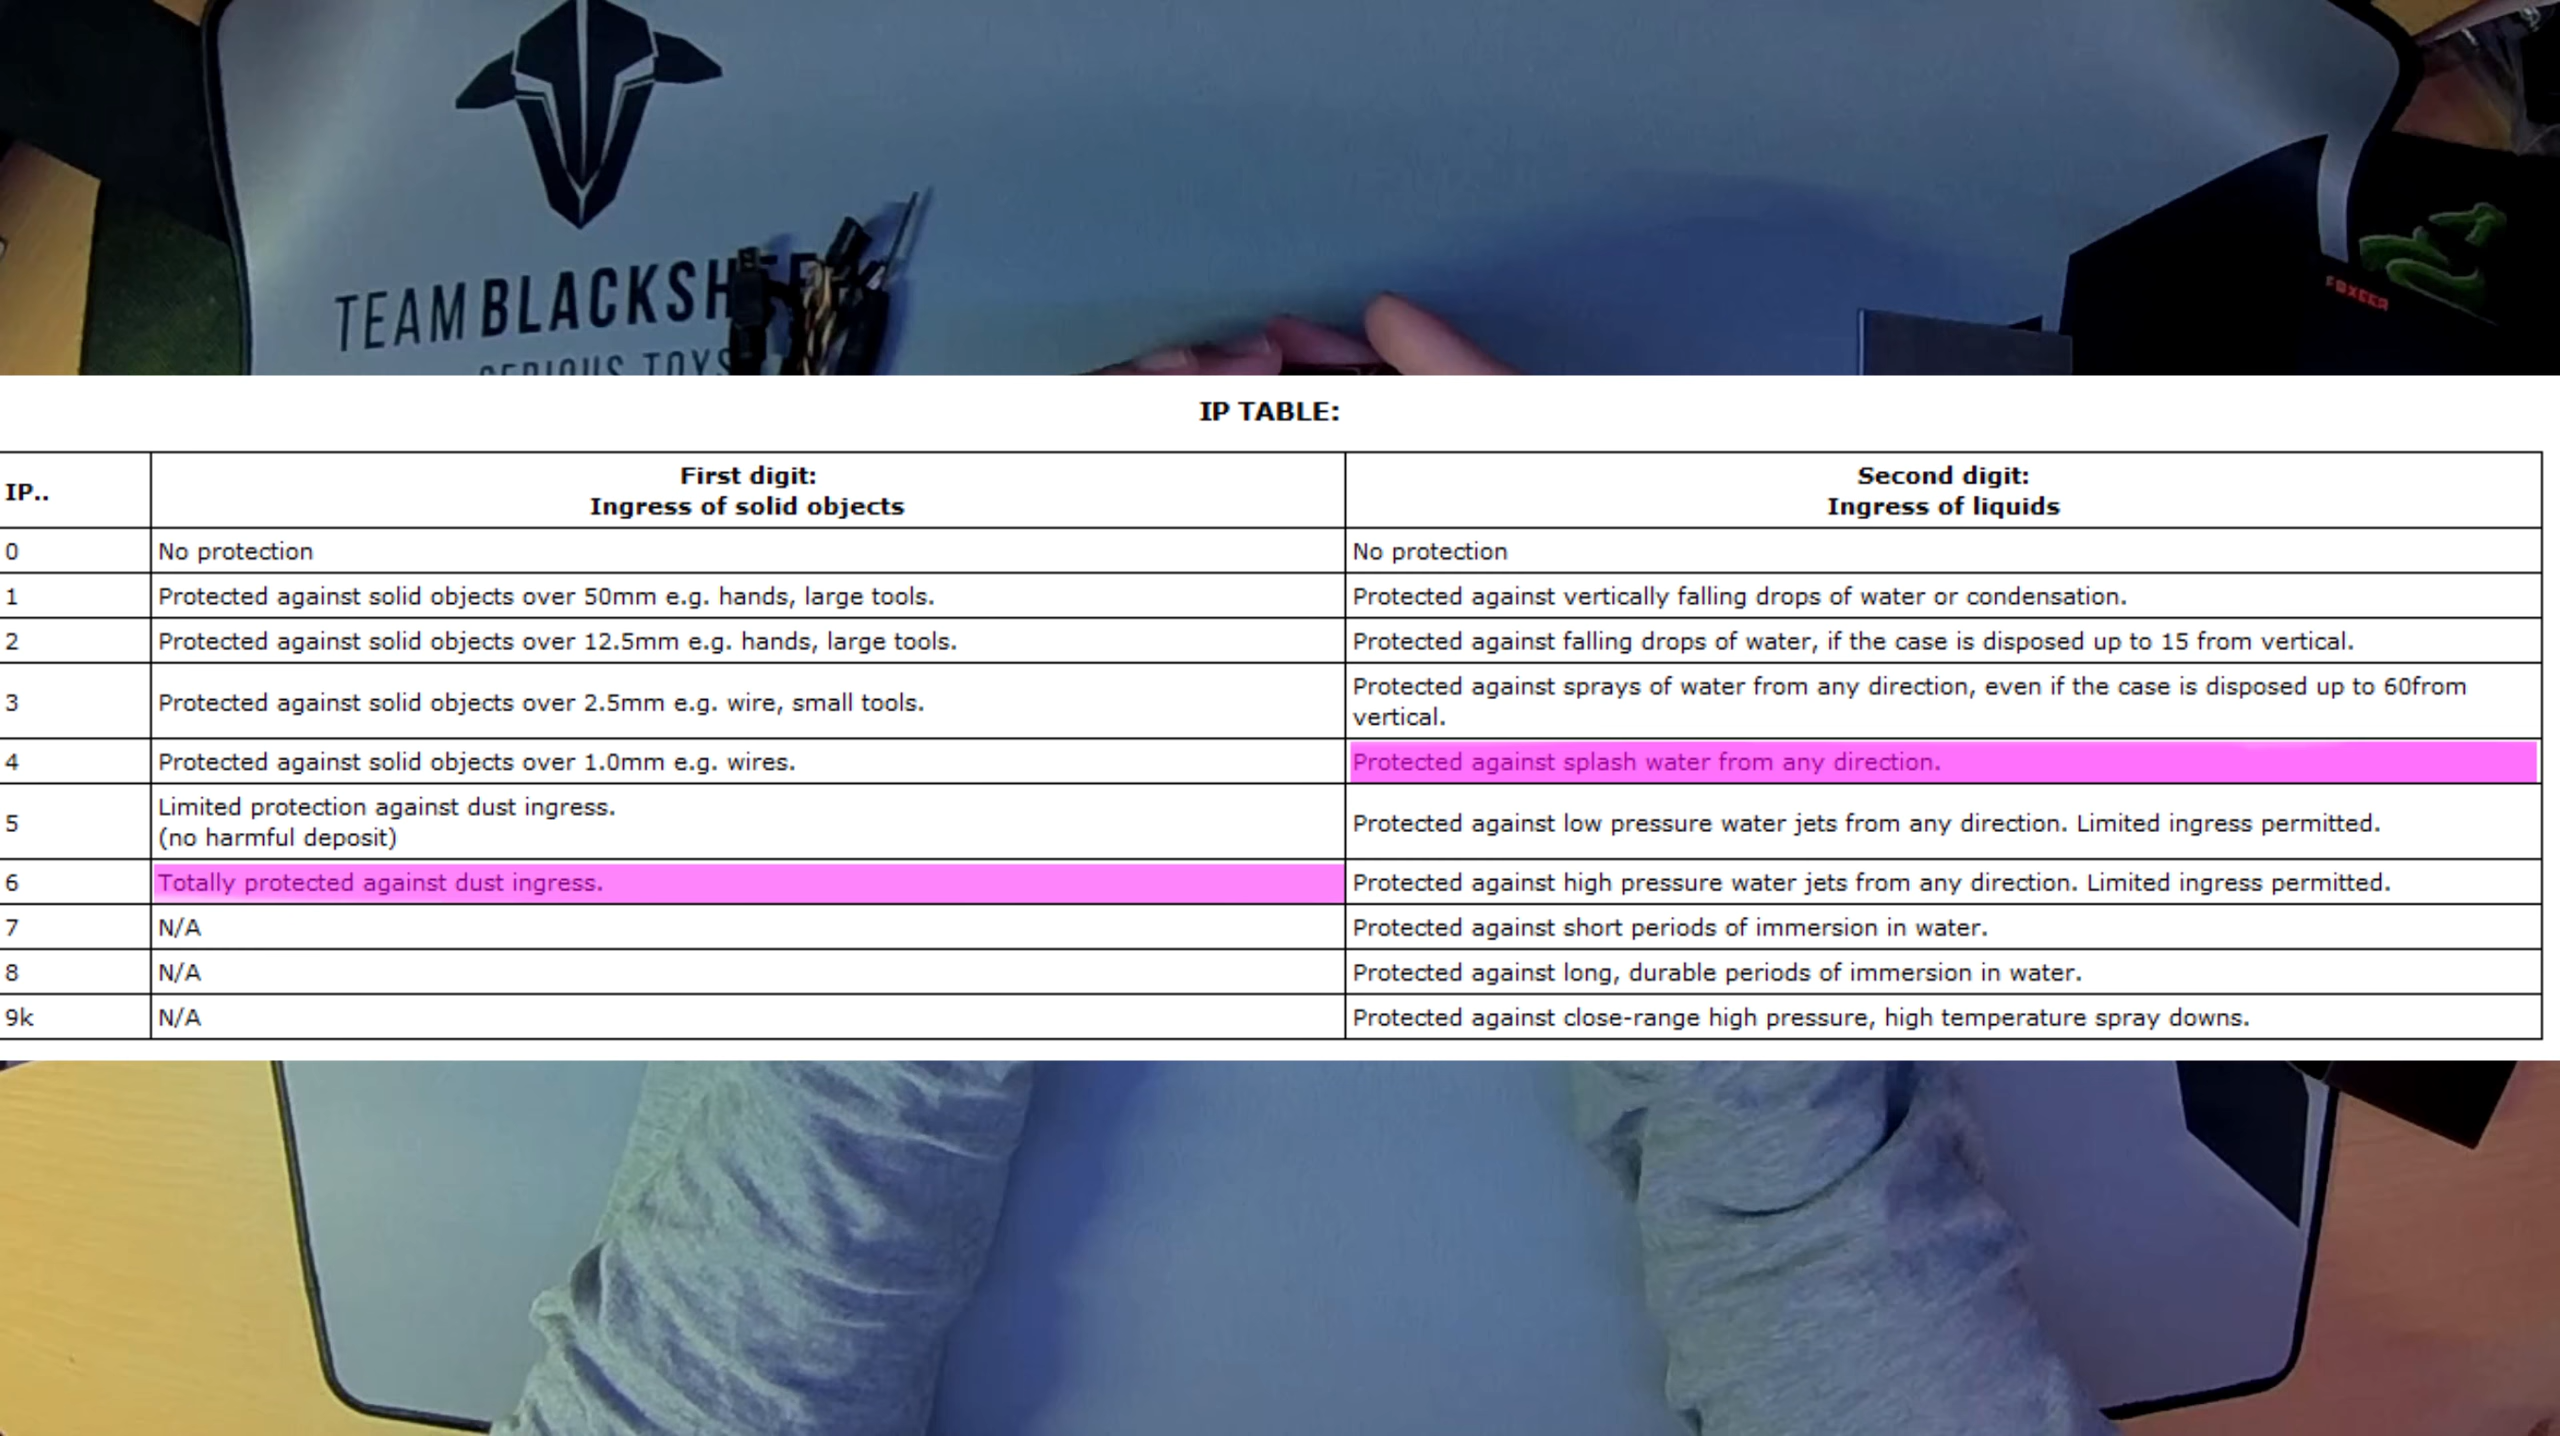 TEAMBLACKSH
SERIOUS TOYS
FOXEER
IP TABLE:
IP..
First digit:
Ingress of solid objects
Second digit:
Ingress of liquids
0
No protection
No protection
1
Protected against solid objects over 50mm e.g. hands, large tools.
Protected against vertically falling drops of water or condensation.
2
Protected against solid objects over 12.5mm e.g. hands, large tools.
Protected against falling drops of water, if the case is disposed up to 15 from vertical.
3
Protected against solid objects over 2.5mm e.g. wire, small tools.
Protected against sprays of water from any direction, even if the case is disposed up to 60from
vertical.
4
Protected against solid objects over 1.0mm e.g. wires.
Protected against splash water from any direction.
5
Limited protection against dust ingress.
(no harmful deposit)
Protected against low pressure water jets from any direction. Limited ingress permitted.
6
Totally protected against dust ingress.
Protected against high pressure water jets from any direction. Limited ingress permitted.
7
N/A
Protected against short periods of immersion in water.
8
N/A
Protected against long, durable periods of immersion in water.
9k
N/A
Protected against close-range high pressure, high temperature spray downs.